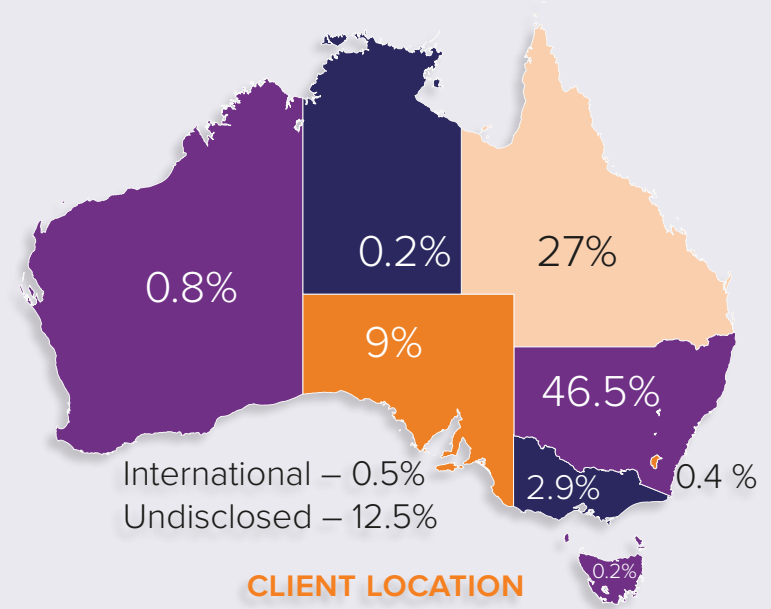 0.2%
27%
0.8%
9%
46.5%
International – 0.5%
0.4 %
2.9%
Undisclosed – 12.5%
0.2%
CLIENT LOCATION